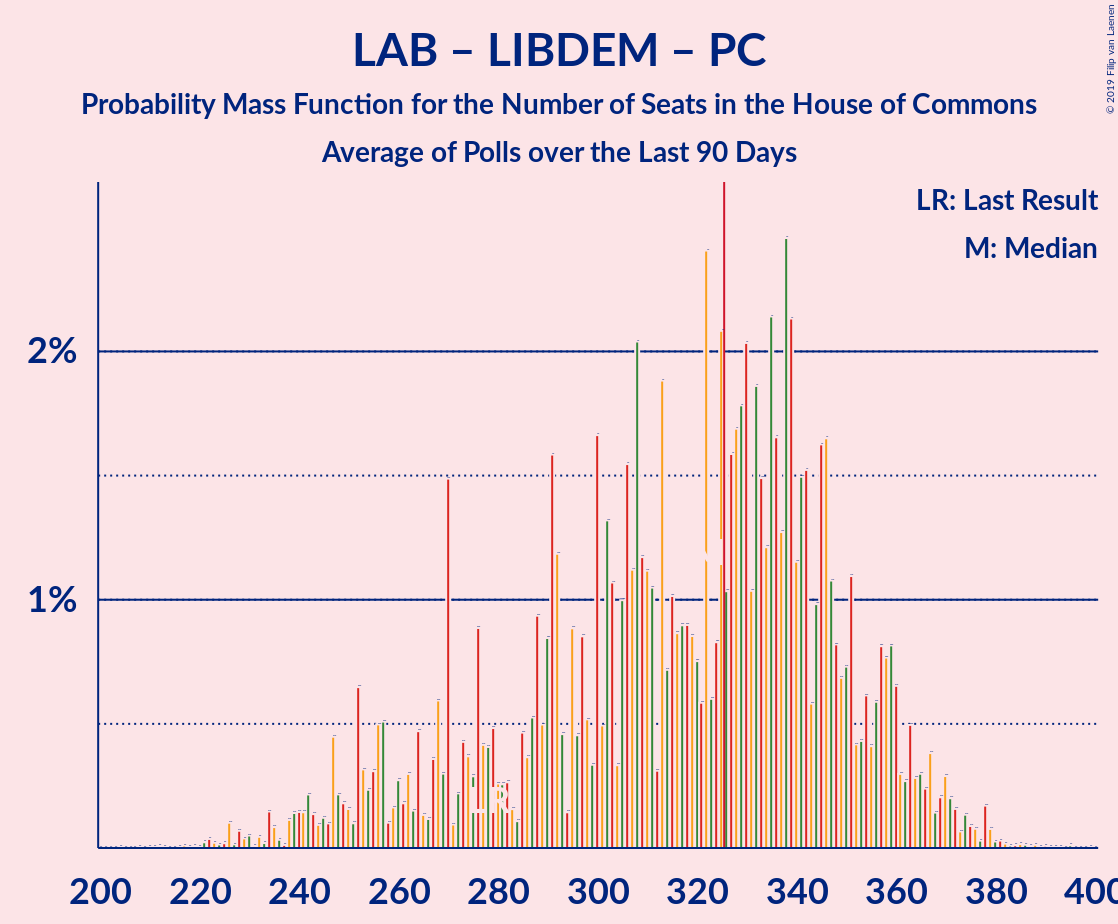 LAB – LIBDEM – PC
Probability Mass Function for the Number of Seats in the House of Commons
Average of Polls over the Last 90 Days
© 2019 Filip van Laenen
LR: Last Result
M: Median
2%
1%
LR
200 220 240 260 280 300 320 340 360 380 400